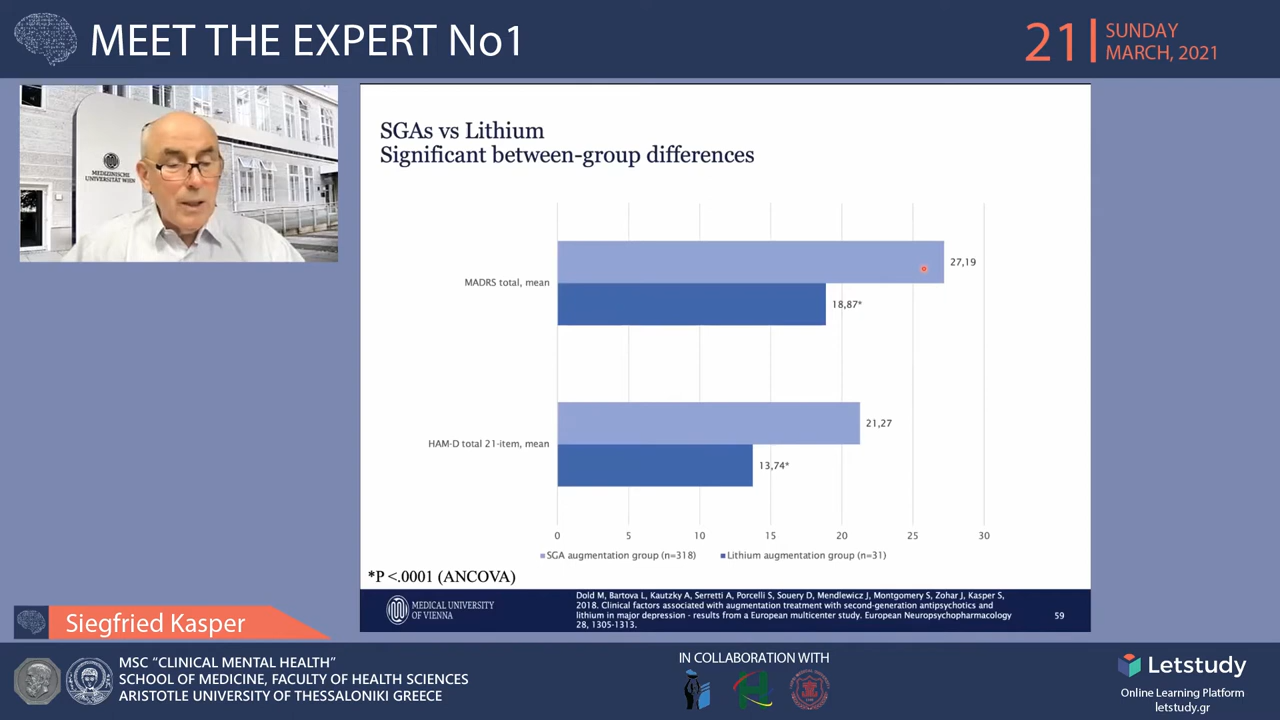 MEET THE EXPERT No1
21
SUNDAY
MARCH, 2021
MEDIZINISCHE
UNIVERSITÄT WIEN
SGAs vs Lithium
Significant between-group differences
27,19
MADRS total, mean
18,87*
21,27
HAM-D total 21-item, mean
13,74*
0 5 10 15 20 25 30
SGA augmentation group (n=318) Lithium augmentation group (n=31)
*P <.0001 (ANCOVA)
MEDICAL UNIVERSITY
OF VIENNA
Dold M, Bartova L, Kautzky A, Serretti A, Porcelli S, Souery D, Mendlewicz J, Montgomery S, Zohar J, Kasper S,
2018. Clinical factors associated with augmentation treatment with second-generation antipsychotics and
lithium in major depression - results from a European multicenter study. European Neuropsychopharmacology
28, 1305-1313.
59
Siegfried Kasper
MSC "CLINICAL MENTAL HEALTH"
SCHOOL OF MEDICINE, FACULTY OF HEALTH SCIENCES
ARISTOTLE UNIVERSITY OF THESSALONIKI GREECE
IN COLLABORATION WITH
Letstudy
Online Learning Platform
letstudy.gr